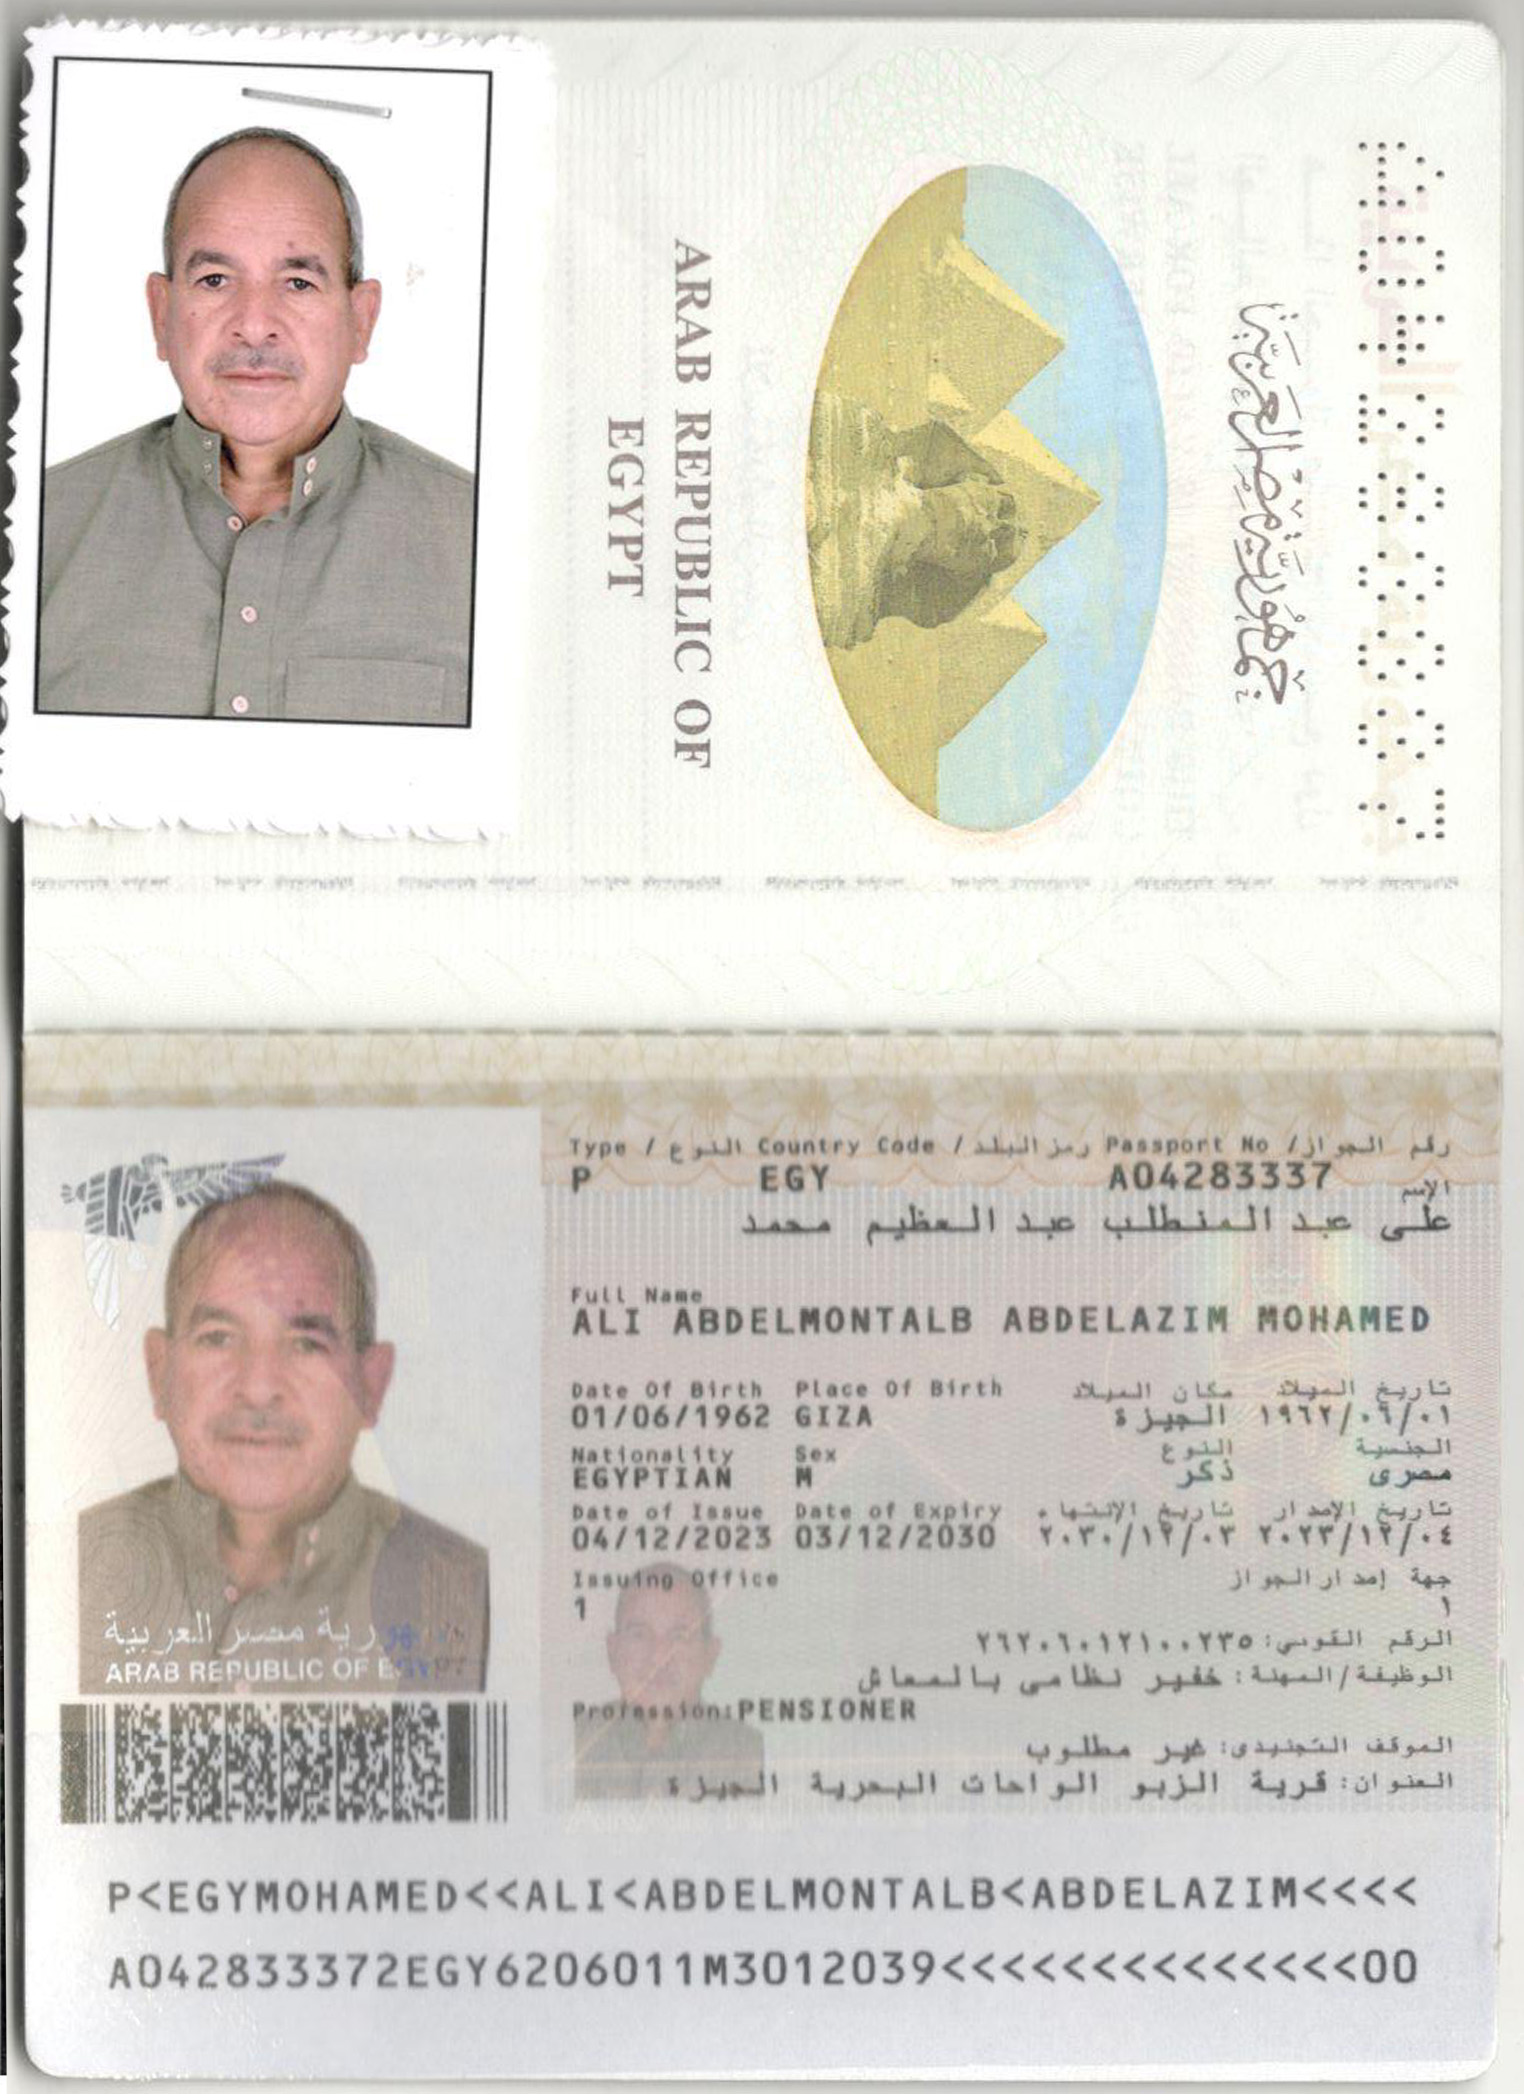 ARAB REPUBLIC OF
EGYPT
جمهورية مصر العربية
Type / النوع Country Code / رمز البلد Passport No / رقم الجواز
P EGY A04283337
الإسم
على عبد المنطلب عبد العظيم محمد
Full Name
ALI ABDELMONTALB ABDELAZIM MOHAMED
Date Of Birth Place Of Birth مكان الميلاد تاريخ الميلاد
01/06/1962 GIZA الجيزة ١٩٦٢/٠٦/٠١
Nationality Sex النوع الجنسية
EGYPTIAN M ذكر مصرى
Date of Issue Date of Expiry تاريخ الإنتهاء تاريخ الإصدار
04/12/2023 03/12/2030 ٢٠٣٠/١٢/٠٣ ٢٠٢٣/١٢/٠٤
Issuing Office جهة إصدار الجواز
1 ١
الرقم القومى: ٢٦٢٠٦٠١٢١٠٠٢٣٥
الوظيفة/المهنة: خفير نظامى بالمعاش
Profession: PENSIONER
الموقف التجنيدى: غير مطلوب
العنوان: قرية الزبو الواحات البحرية الجيزة
رية مصر العربية
ARAB REPUBLIC OF EGYPT
P<EGYMOHAMED<<ALI<ABDELMONTALB<ABDELAZIM<<<<
A042833372EGY6206011M3012039<<<<<<<<<<<<<<00